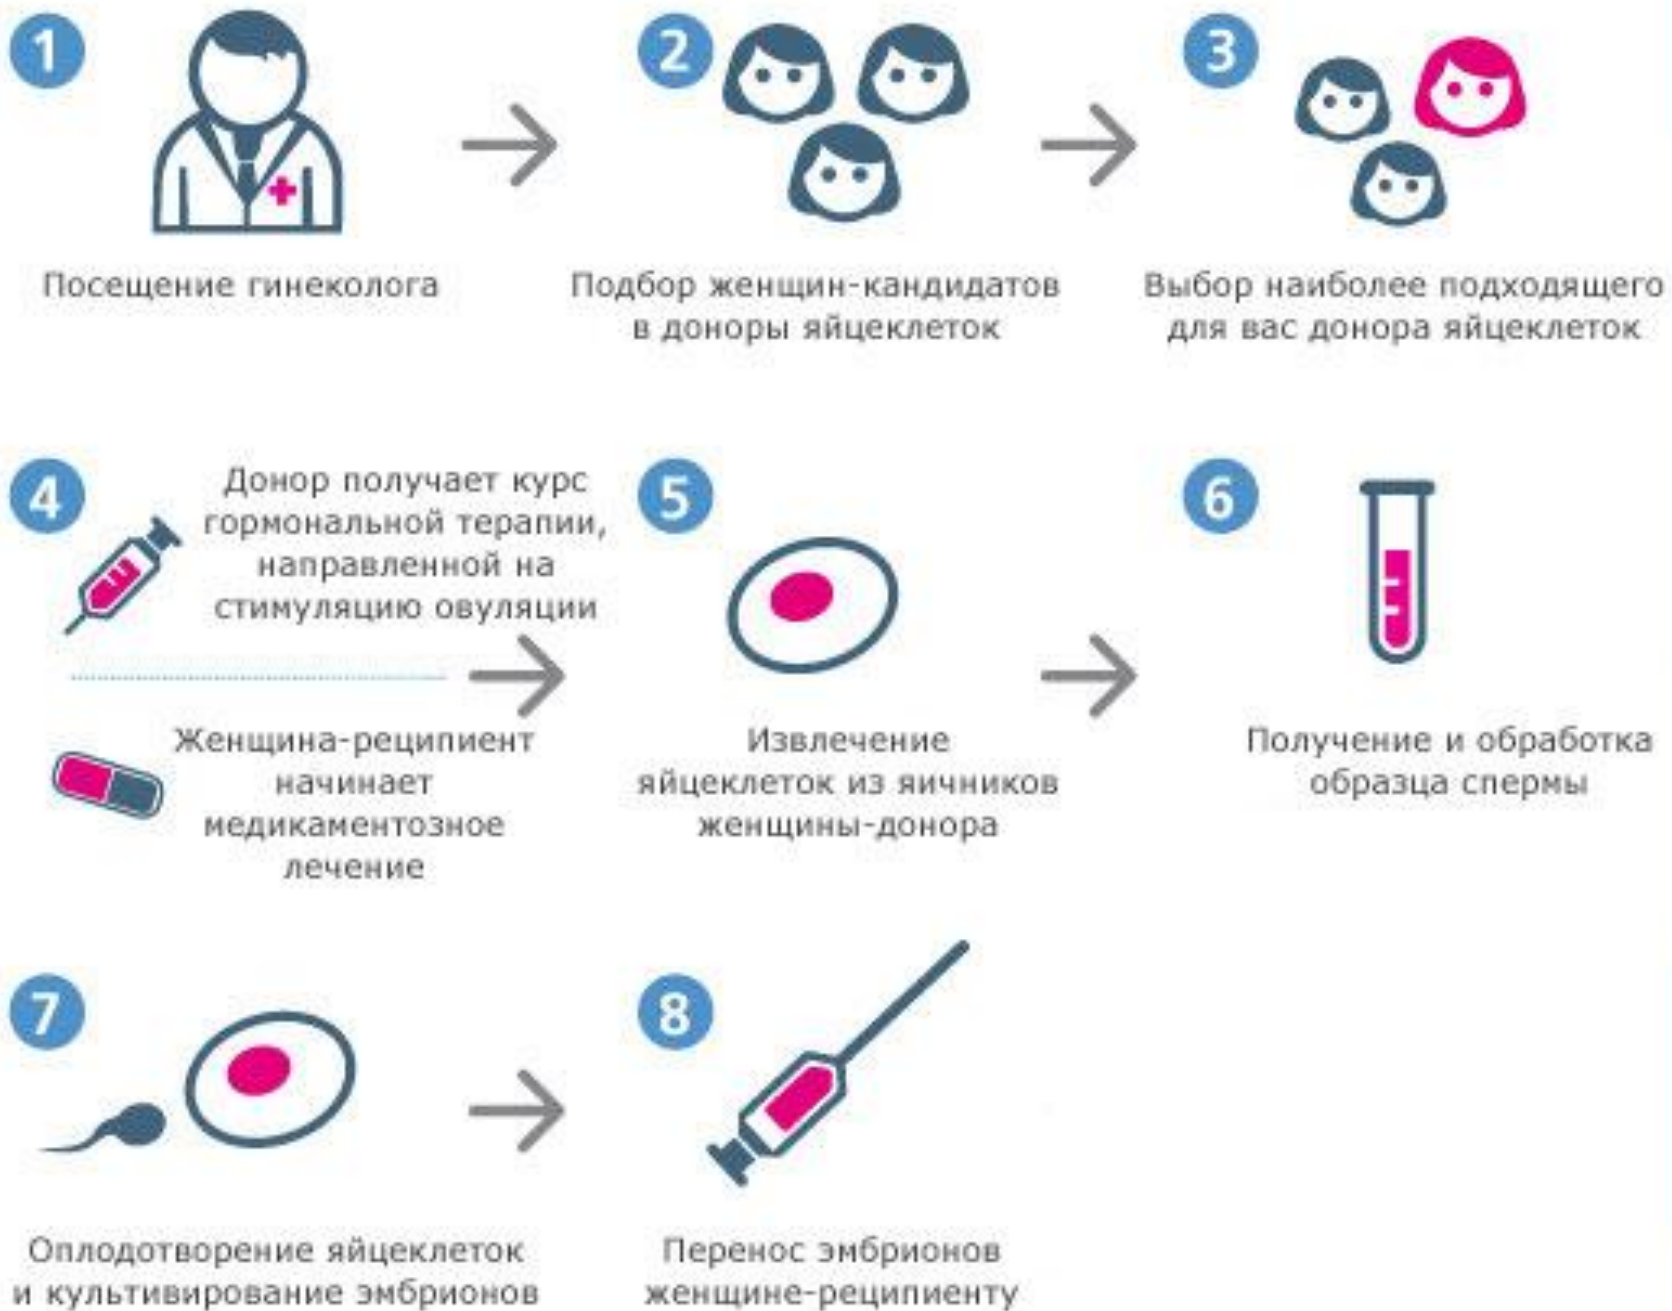 1
Посещение гинеколога
2
Подбор женщин-кандидатов
в доноры яйцеклеток
3
Выбор наиболее подходящего
для вас донора яйцеклеток
4
Донор получает курс
гормональной терапии,
направленной на
стимуляцию овуляции
Женщина-реципиент
начинает
медикаментозное
лечение
5
Извлечение
яйцеклеток из яичников
женщины-донора
6
Получение и обработка
образца спермы
7
Оплодотворение яйцеклеток
и культивирование эмбрионов
8
Перенос эмбрионов
женщине-реципиенту